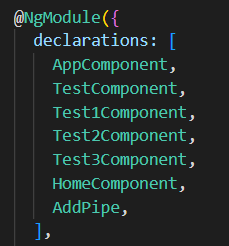 @NgModule({
declarations: [
AppComponent,
TestComponent,
Test1Component,
Test2Component,
Test3Component,
HomeComponent,
AddPipe,
],